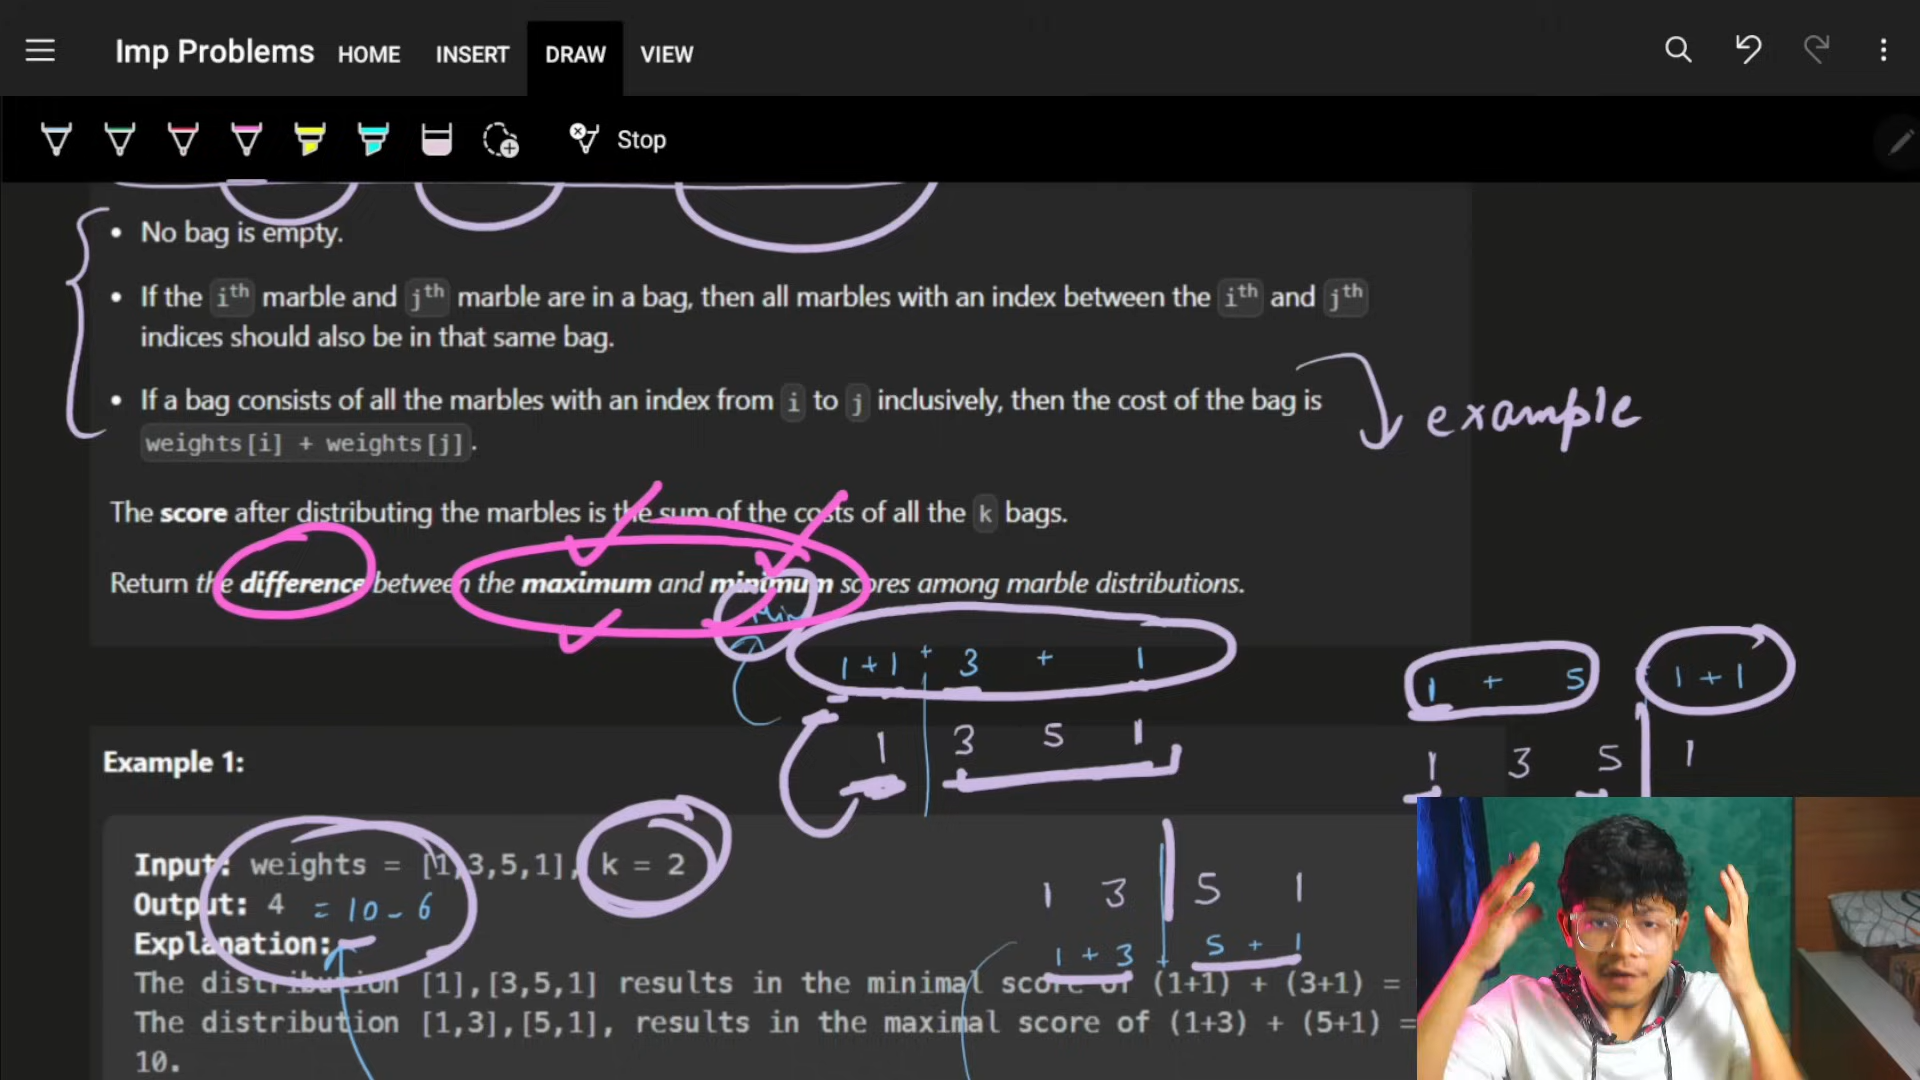 Imp Problems HOME INSERT DRAW VIEW
Stop
• No bag is empty.
• If the iᵗʰ marble and jᵗʰ marble are in a bag, then all marbles with an index between the iᵗʰ and jᵗʰ
indices should also be in that same bag.
• If a bag consists of all the marbles with an index from i to j inclusively, then the cost of the bag is
weights[i] + weights[j].
example
The score after distributing the marbles is the sum of the costs of all the k bags.
Return the difference between the maximum and minimum scores among marble distributions.
Min
1 + 1 + 3 + 1
1 + 5 1 + 1
1 3 5 1
1 3 5 1
Example 1:
Input: weights = [1,3,5,1], k = 2
Output: 4 = 10 - 6
1 3 5 1
Explanation:
1 + 3 + 5 + 1
The distribution [1],[3,5,1] results in the minimal score of (1+1) + (3+1) =
The distribution [1,3],[5,1], results in the maximal score of (1+3) + (5+1) =
10.